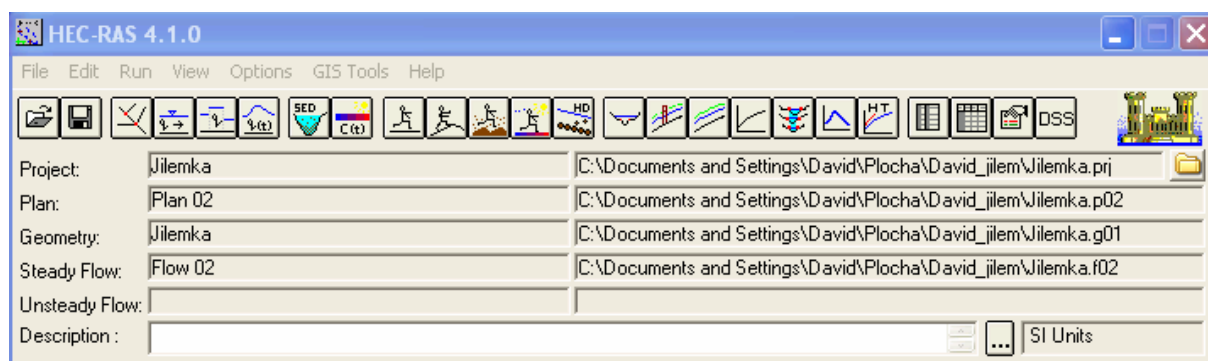 HEC-RAS 4.1.0
File Edit Run View Options GIS Tools Help
SED C(t) HD HT DSS
Project: Jilemka C:\Documents and Settings\David\Plocha\David_jilem\Jilemka.prj
Plan: Plan 02 C:\Documents and Settings\David\Plocha\David_jilem\Jilemka.p02
Geometry: Jilemka C:\Documents and Settings\David\Plocha\David_jilem\Jilemka.g01
Steady Flow: Flow 02 C:\Documents and Settings\David\Plocha\David_jilem\Jilemka.f02
Unsteady Flow:
Description : ... SI Units